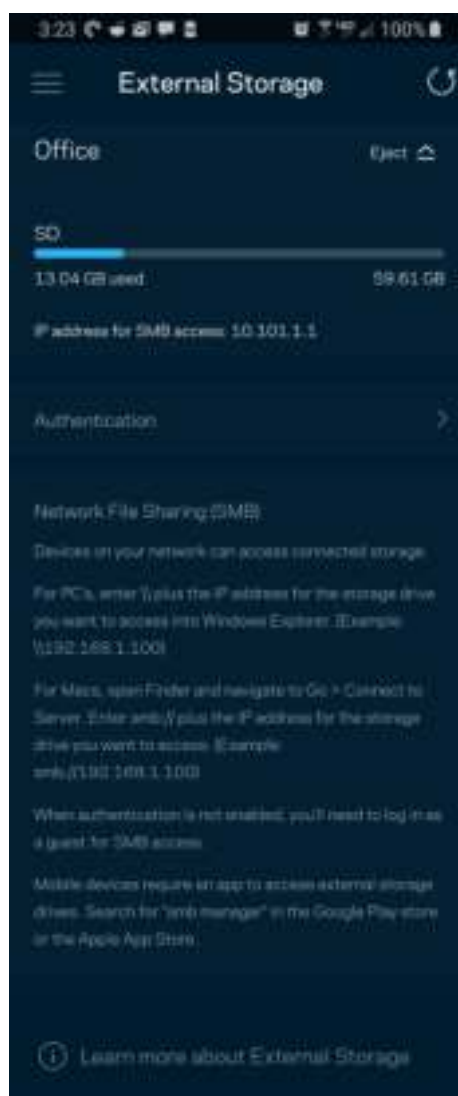 3:23 100%
External Storage
Office Eject
SD
13.04 GB used 59.61 GB
IP address for SMB access: 10.101.1.1
Authentication
Network File Sharing (SMB)
Devices on your network can access connected storage.
For PCs, enter \\ plus the IP address for the storage drive
you want to access into Windows Explorer. (Example:
\\192.168.1.100)
For Macs, open Finder and navigate to Go > Connect to
Server. Enter smb:// plus the IP address for the storage
drive you want to access. (Example:
smb://192.168.1.100)
When authentication is not enabled, you'll need to log in as
a guest for SMB access.
Mobile devices require an app to access external storage
drives. Search for "smb manager" in the Google Play store
or the Apple App Store.
Learn more about External Storage